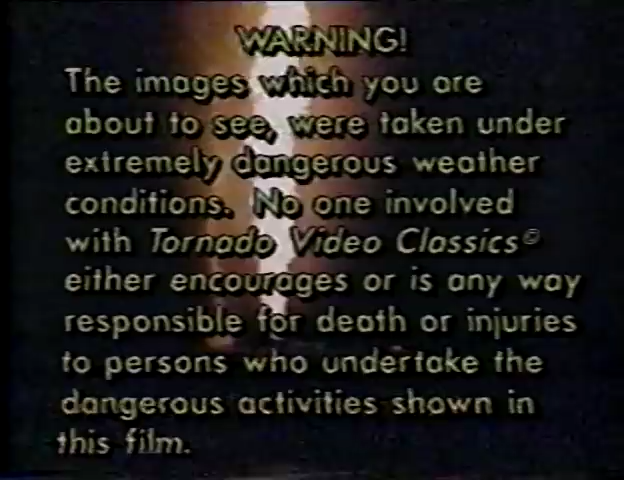 WARNING!
The images which you are
about to see, were taken under
extremely dangerous weather
conditions. No one involved
with Tornado Video Classics©
either encourages or is any way
responsible for death or injuries
to persons who undertake the
dangerous activities shown in
this film.